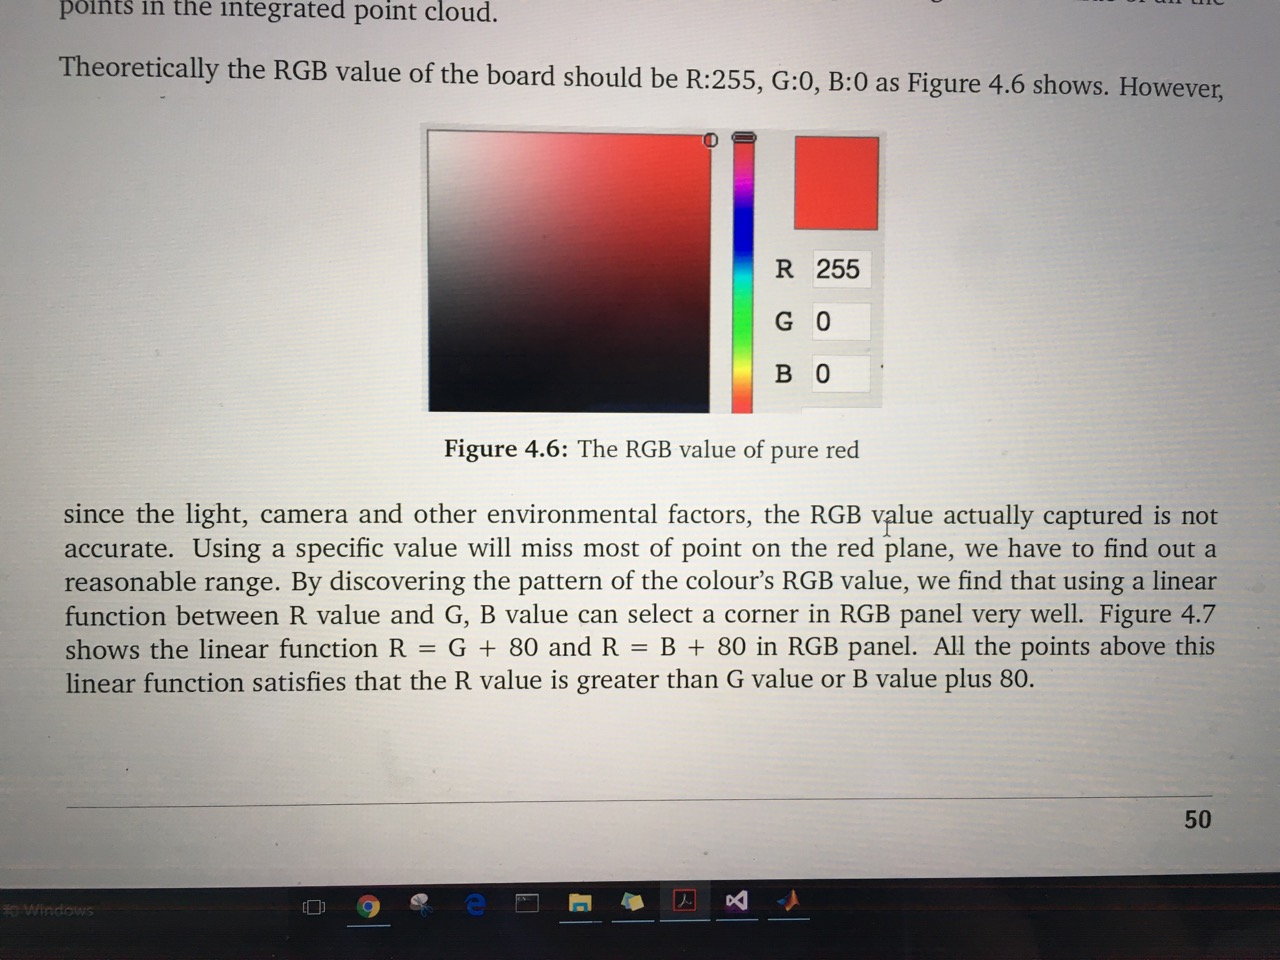 points in the integrated point cloud.
Theoretically the RGB value of the board should be R:255, G:0, B:0 as Figure 4.6 shows. However,
R 255
G 0
B 0
Figure 4.6: The RGB value of pure red
since the light, camera and other environmental factors, the RGB value actually captured is not
accurate. Using a specific value will miss most of point on the red plane, we have to find out a
reasonable range. By discovering the pattern of the colour's RGB value, we find that using a linear
function between R value and G, B value can select a corner in RGB panel very well. Figure 4.7
shows the linear function R = G + 80 and R = B + 80 in RGB panel. All the points above this
linear function satisfies that the R value is greater than G value or B value plus 80.
50
Windows